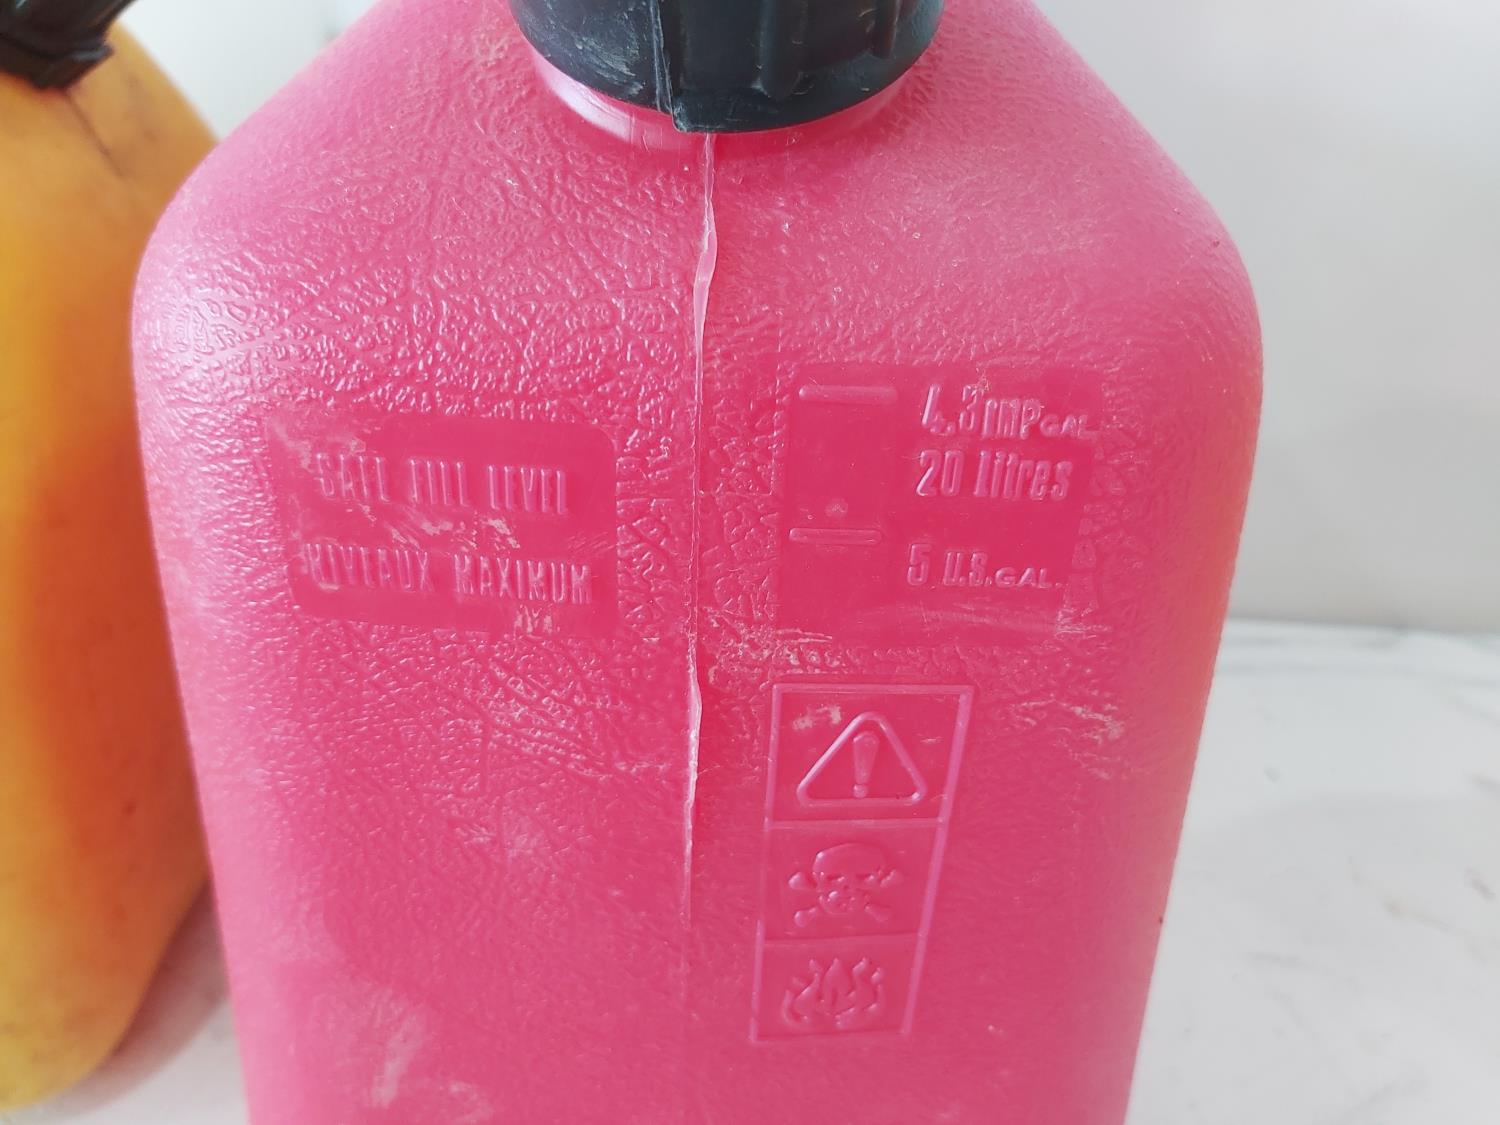 SAFE FILL LEVEL
NIVEAUX MAXIMUM
4.3 IMP GAL
20 litres
5 U.S. GAL.